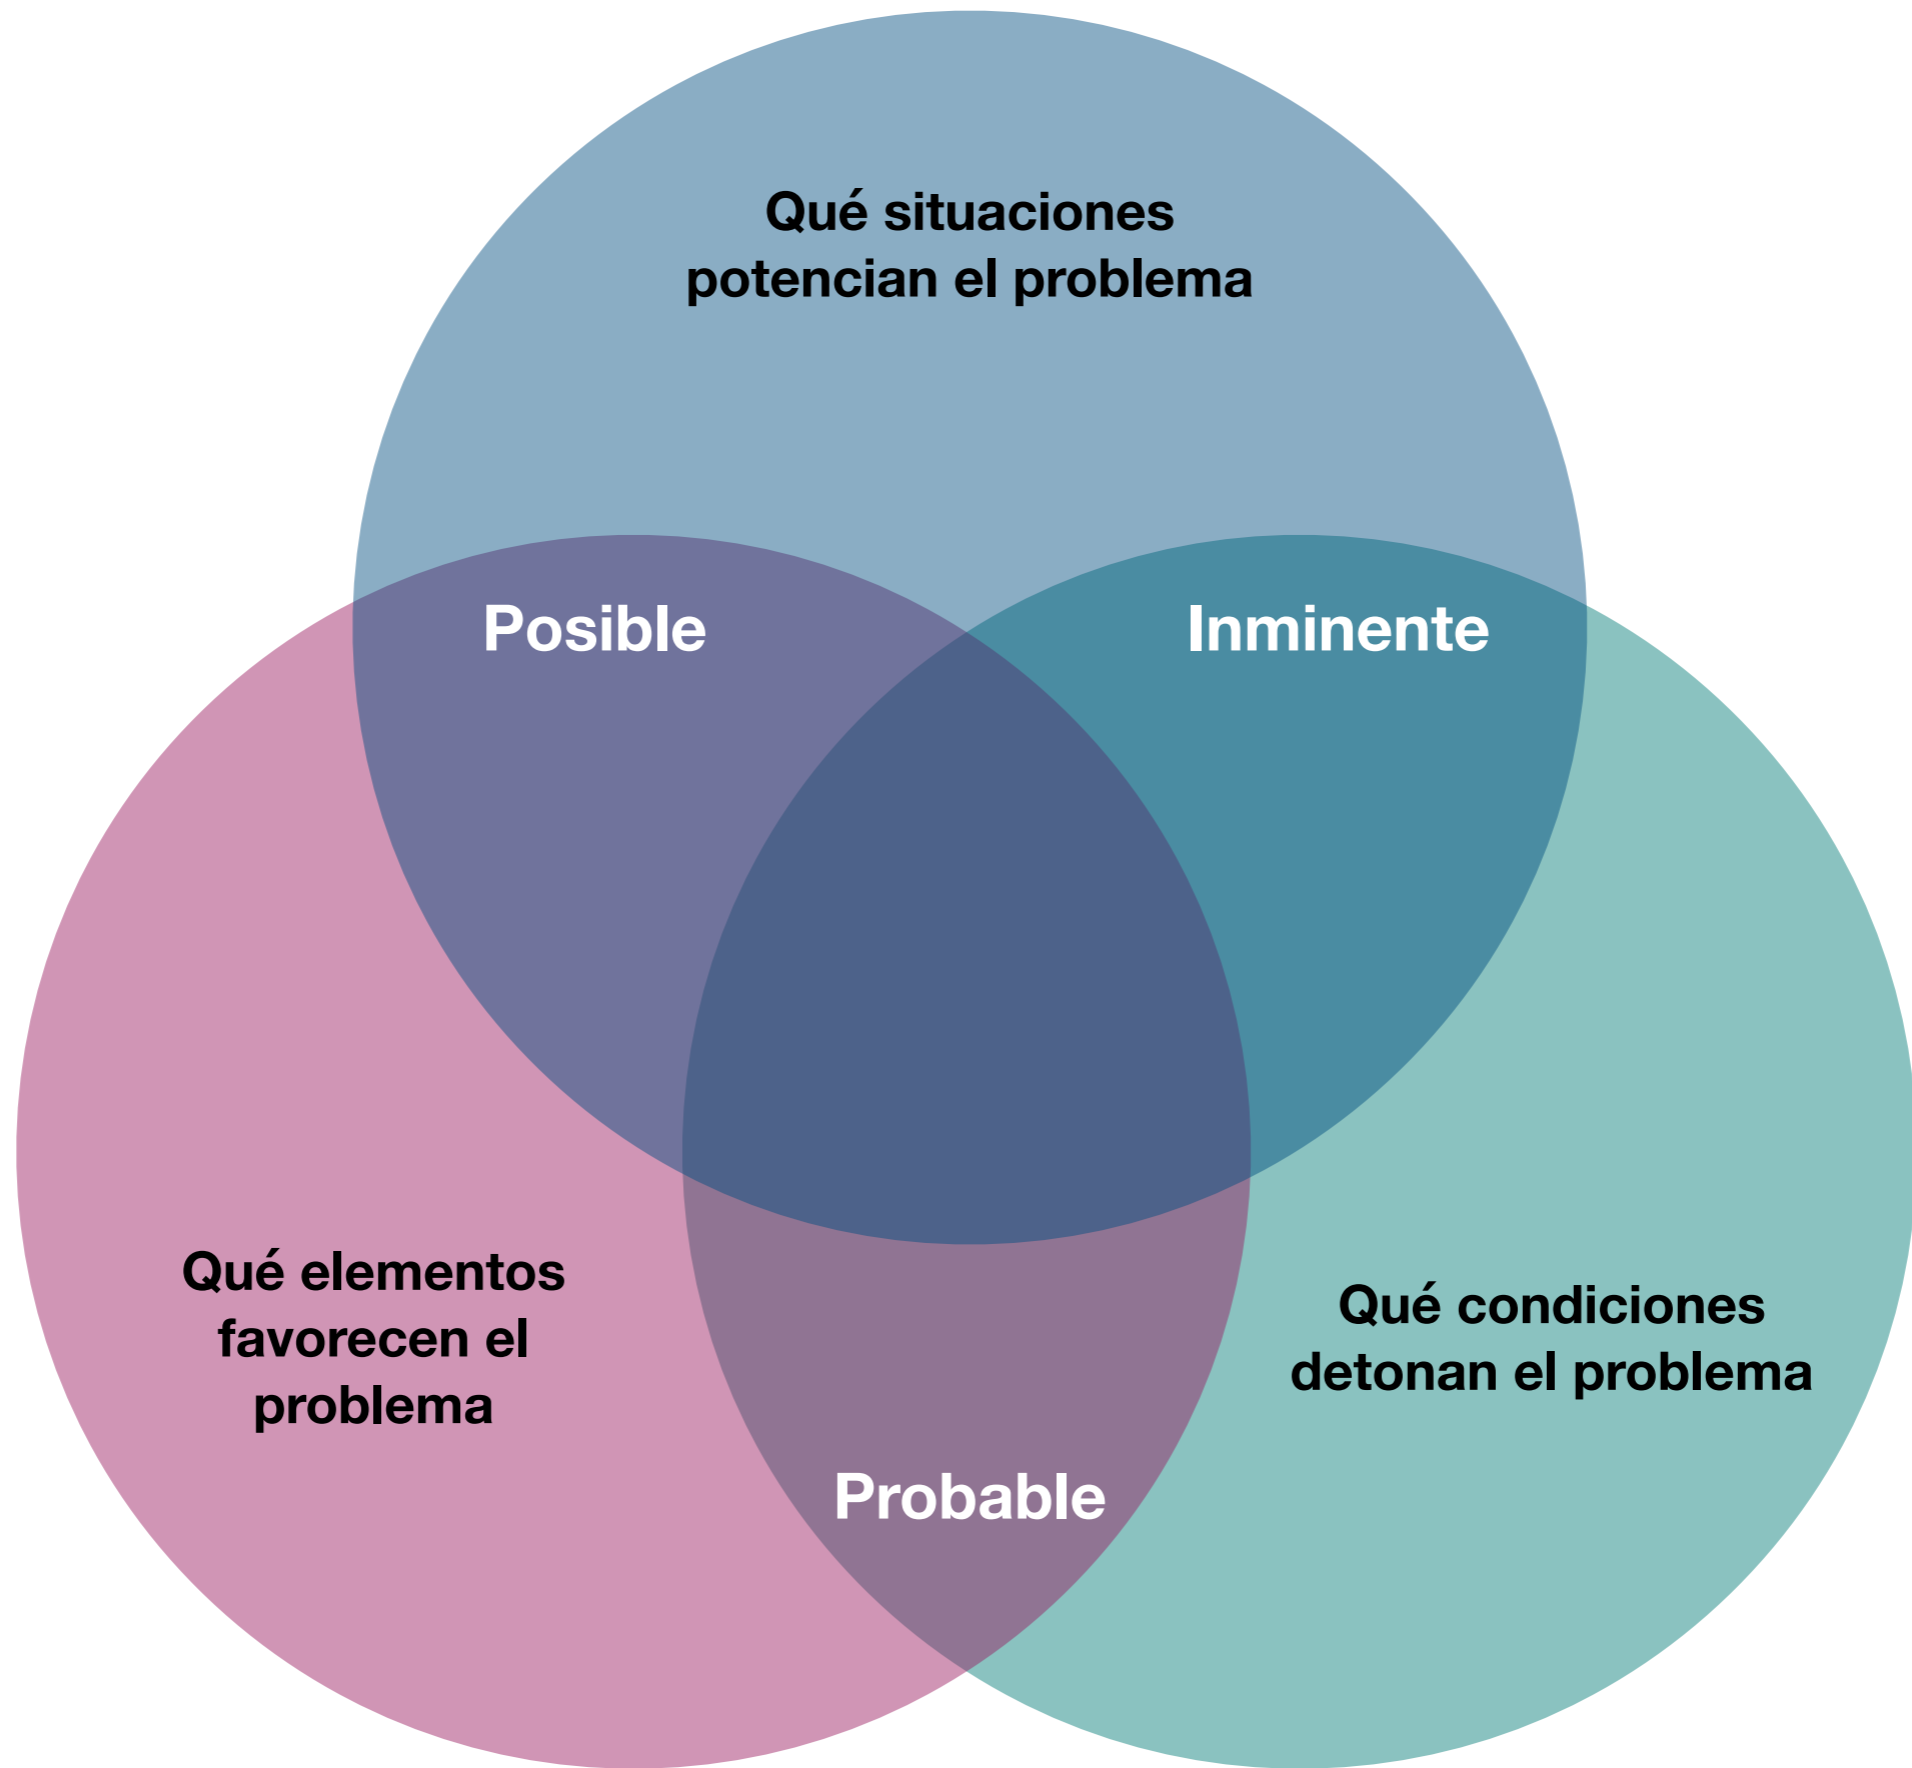 Qué situaciones
potencian el problema
Posible
Inminente
Qué elementos
favorecen el
problema
Qué condiciones
detonan el problema
Probable